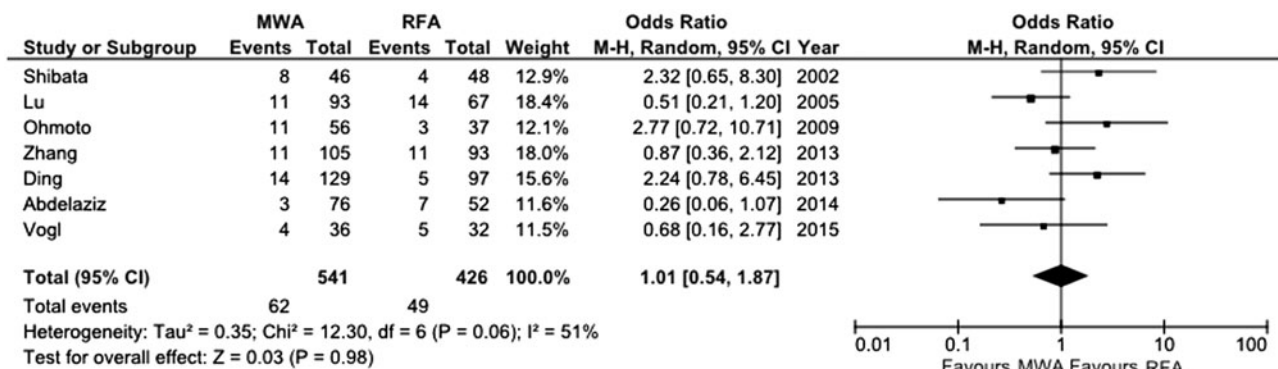 MWA RFA Odds Ratio Odds Ratio
Study or Subgroup Events Total Events Total Weight M-H, Random, 95% CI Year M-H, Random, 95% CI
Shibata 8 46 4 48 12.9% 2.32 [0.65, 8.30] 2002
Lu 11 93 14 67 18.4% 0.51 [0.21, 1.20] 2005
Ohmoto 11 56 3 37 12.1% 2.77 [0.72, 10.71] 2009
Zhang 11 105 11 93 18.0% 0.87 [0.36, 2.12] 2013
Ding 14 129 5 97 15.6% 2.24 [0.78, 6.45] 2013
Abdelaziz 3 76 7 52 11.6% 0.26 [0.06, 1.07] 2014
Vogl 4 36 5 32 11.5% 0.68 [0.16, 2.77] 2015
Total (95% CI) 541 426 100.0% 1.01 [0.54, 1.87]
Total events 62 49
Heterogeneity: Tau² = 0.35; Chi² = 12.30, df = 6 (P = 0.06); I² = 51%
Test for overall effect: Z = 0.03 (P = 0.98)
0.01 0.1 1 10 100
Favours MWA Favours RFA